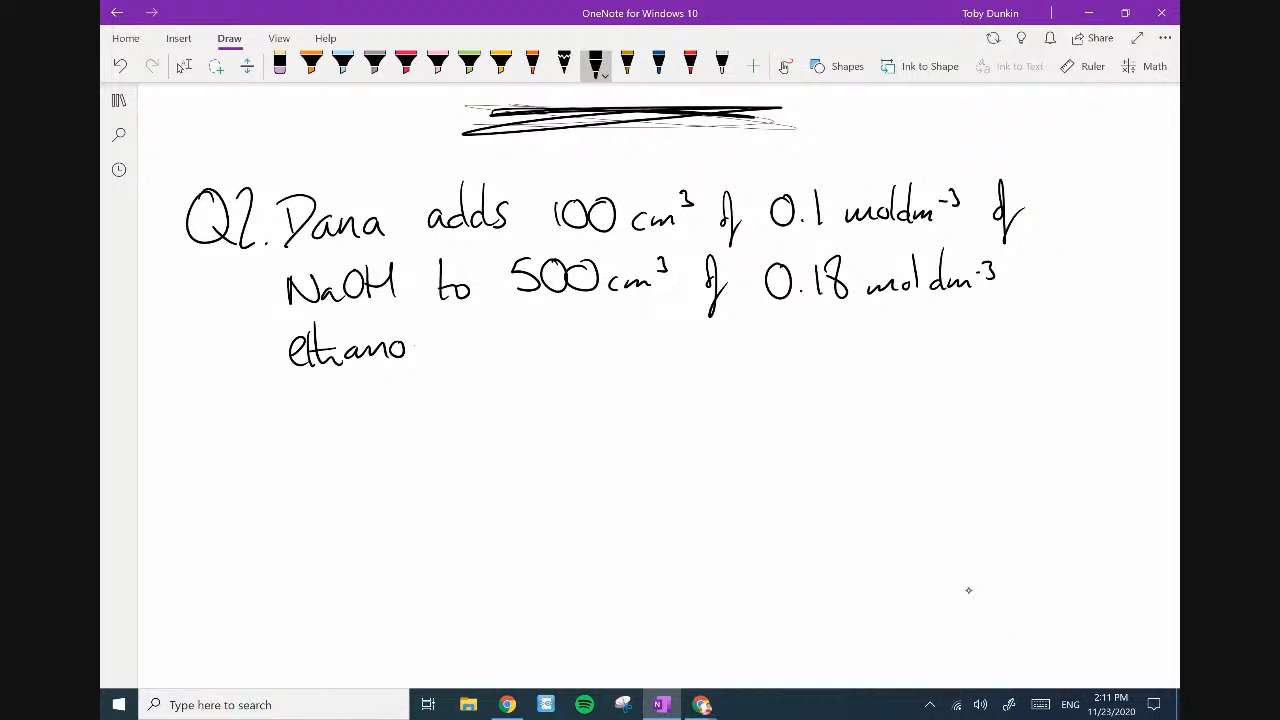 OneNote for Windows 10
Toby Dunkin
Home Insert Draw View Help
Share
Shapes Ink to Shape Ink to Text Ruler Math
Q2. Dana adds 100 cm³ of 0.1 moldm⁻³ of
NaOH to 500 cm³ of 0.18 moldm⁻³
ethano
Type here to search
ENG
2:11 PM
11/23/2020